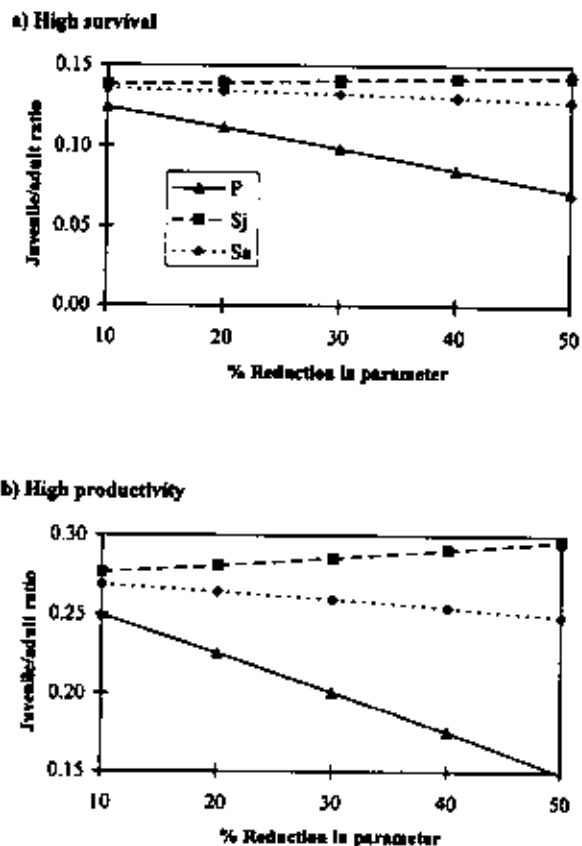 a) High survival
0.15
0.10
0.05
0.00
Juvenile/adult ratio
P
Sj
Sa
10 20 30 40 50
% Reduction in parameter
b) High productivity
0.30
0.25
0.20
0.15
Juvenile/adult ratio
10 20 30 40 50
% Reduction in parameter